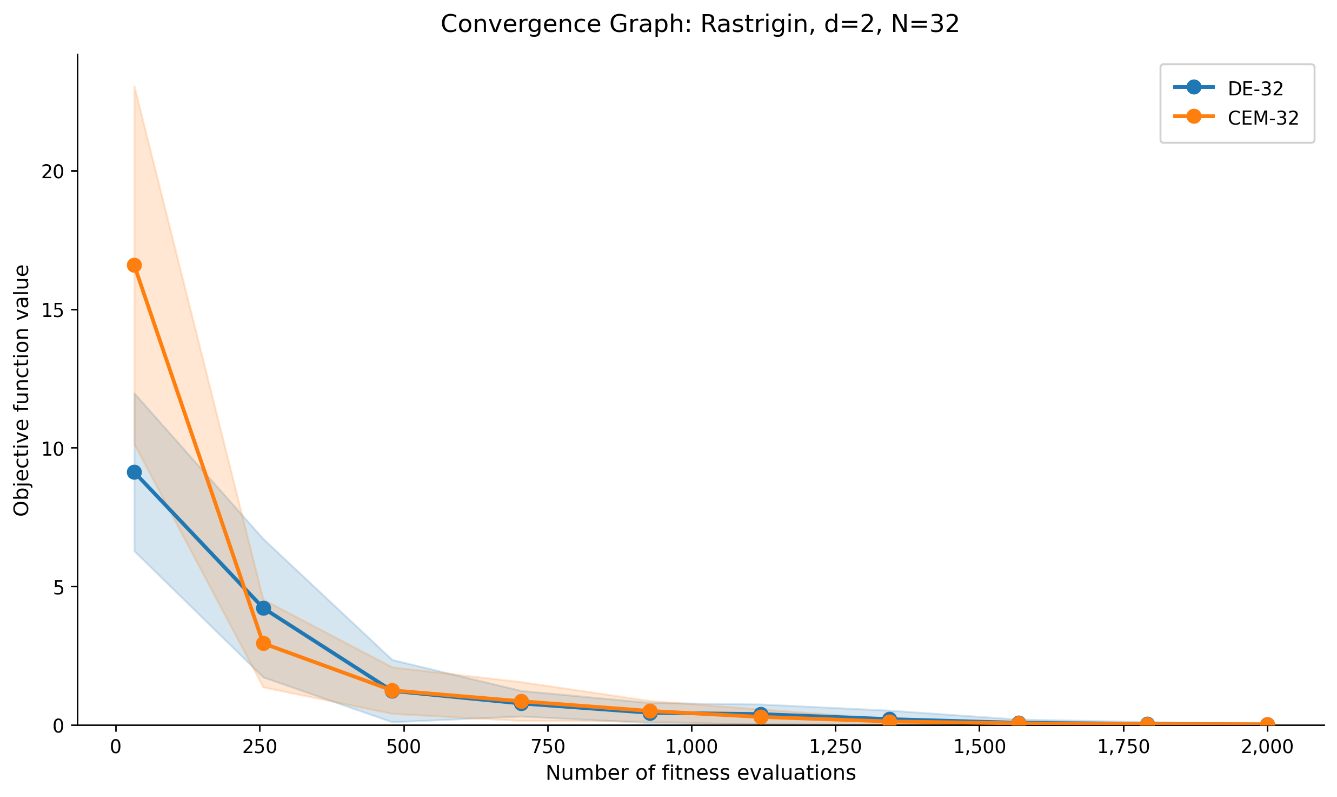 Convergence Graph: Rastrigin, d=2, N=32
DE-32
CEM-32
Objective function value
20
15
10
5
0
0 250 500 750 1,000 1,250 1,500 1,750 2,000
Number of fitness evaluations